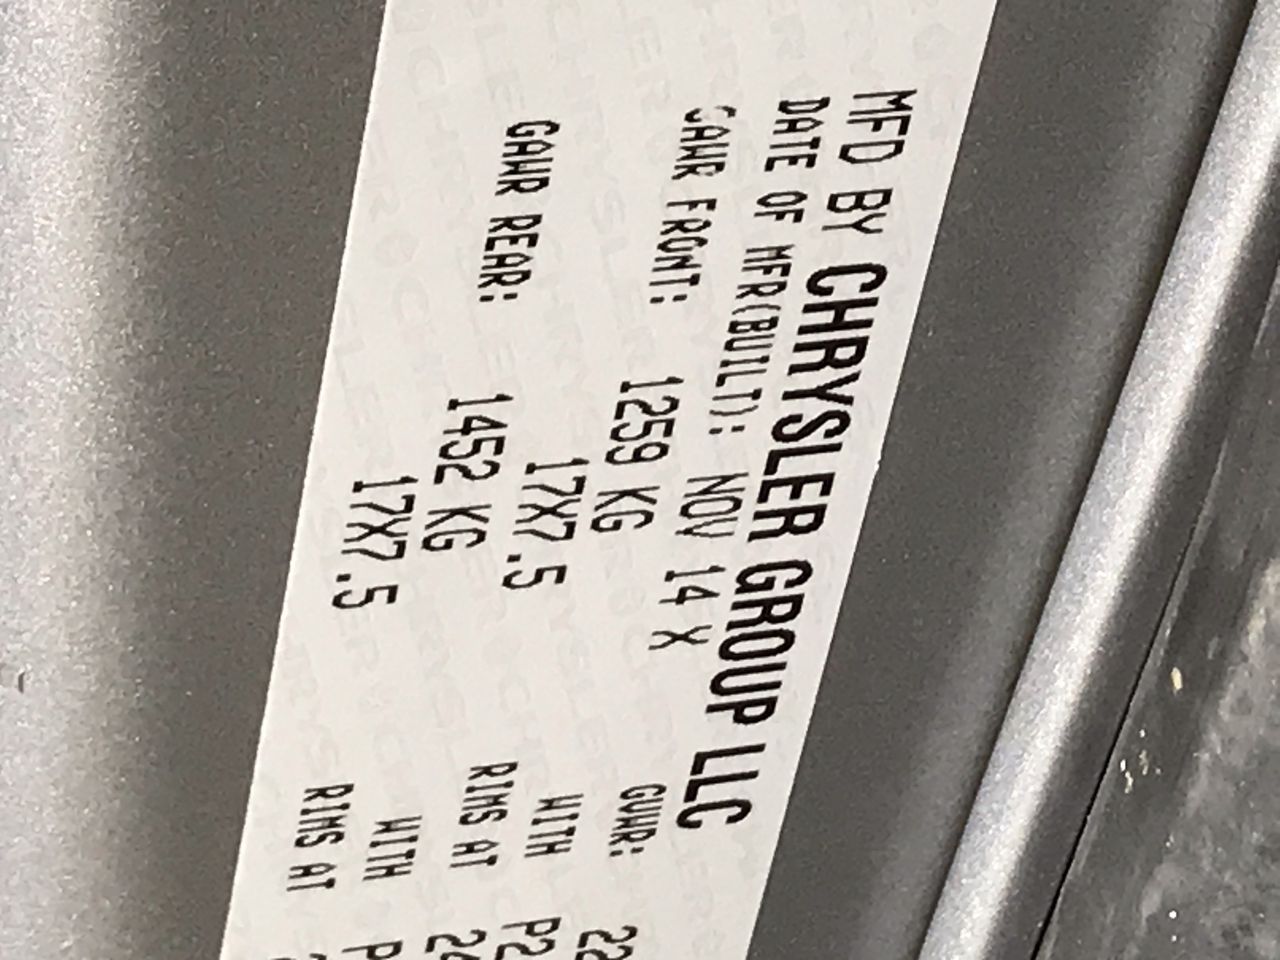 MFD BY CHRYSLER GROUP LLC
DATE OF MFR(BUILT): NOV 14 X GVWR:
GAWR FRONT: 1259 KG WITH
17X7.5 RIMS AT
GAWR REAR: 1452 KG WITH
17X7.5 RIMS AT